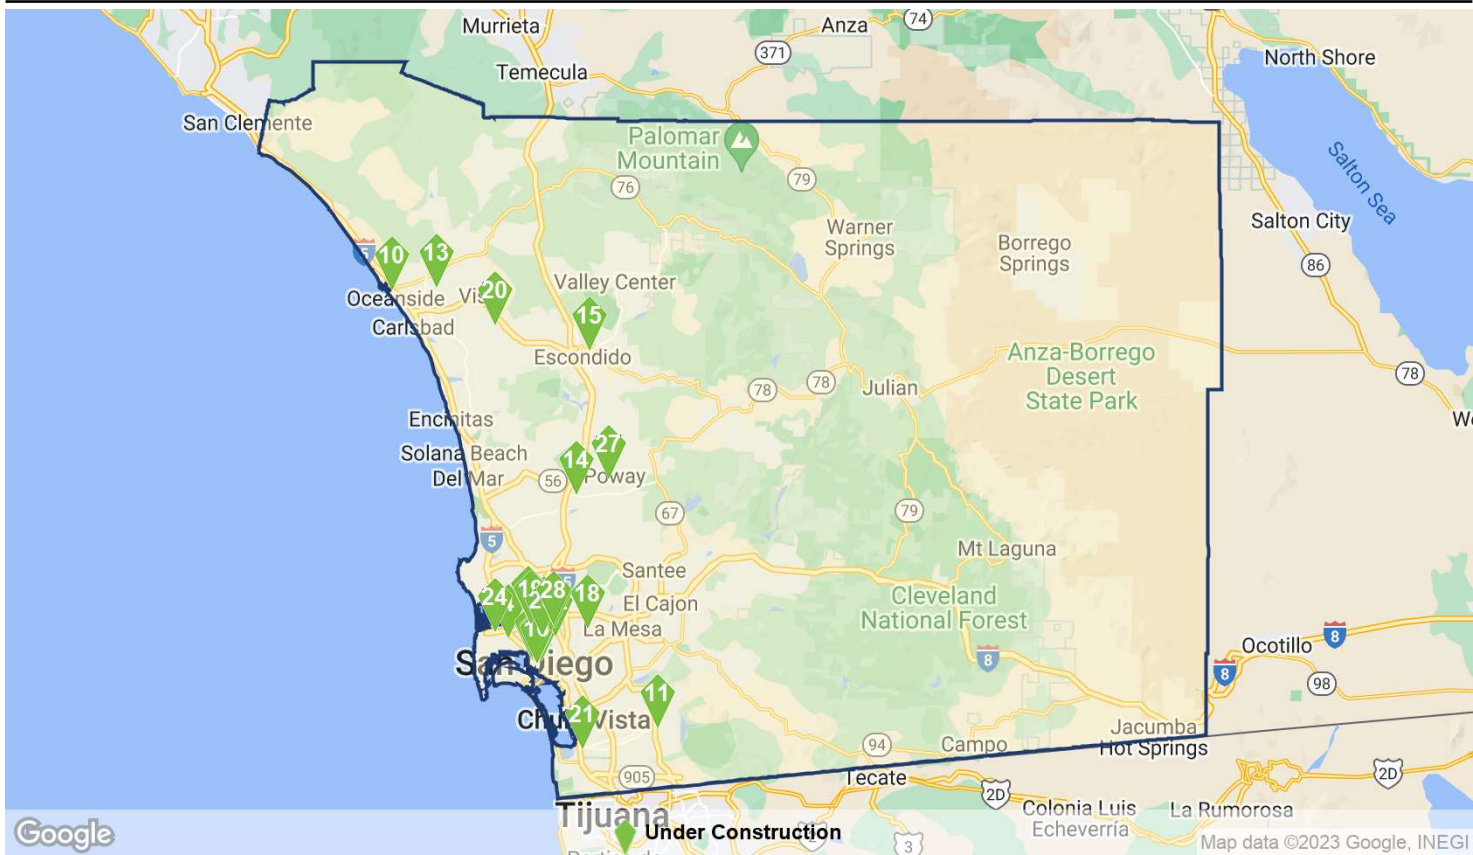 Murrieta
Anza
74
371
North Shore
Temecula
San Clemente
Palomar
Mountain
76
79
Salton Sea
Salton City
Warner
Springs
Borrego
Springs
86
5
10
13
Oceanside
20
Valley Center
15
Carlsbad
Escondido
Anza-Borrego
Desert
State Park
78
78
78
Julian
Encinitas
Solana Beach
Del Mar
14
27
56
Poway
67
79
5
Mt Laguna
Santee
24
19
28
18
El Cajon
La Mesa
Cleveland
National Forest
8
8
8
Ocotillo
98
San Diego
11
21
Chula Vista
Jacumba
Hot Springs
94
Campo
905
Tecate
2D
2D
Tijuana
Colonia Luis
Echeverría
La Rumorosa
3
Google
Under Construction
Map data ©2023 Google, INEGI